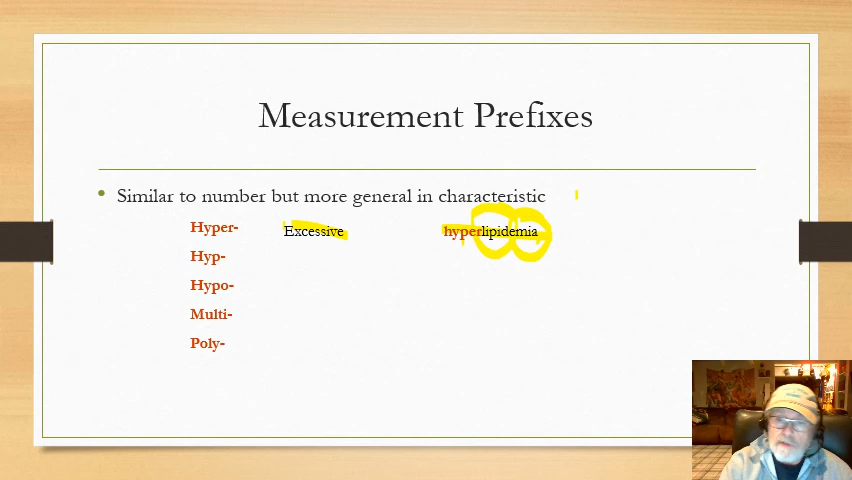 Measurement Prefixes
Similar to number but more general in characteristic
Hyper- Excessive hyperlipidemia
Hyp-
Hypo-
Multi-
Poly-